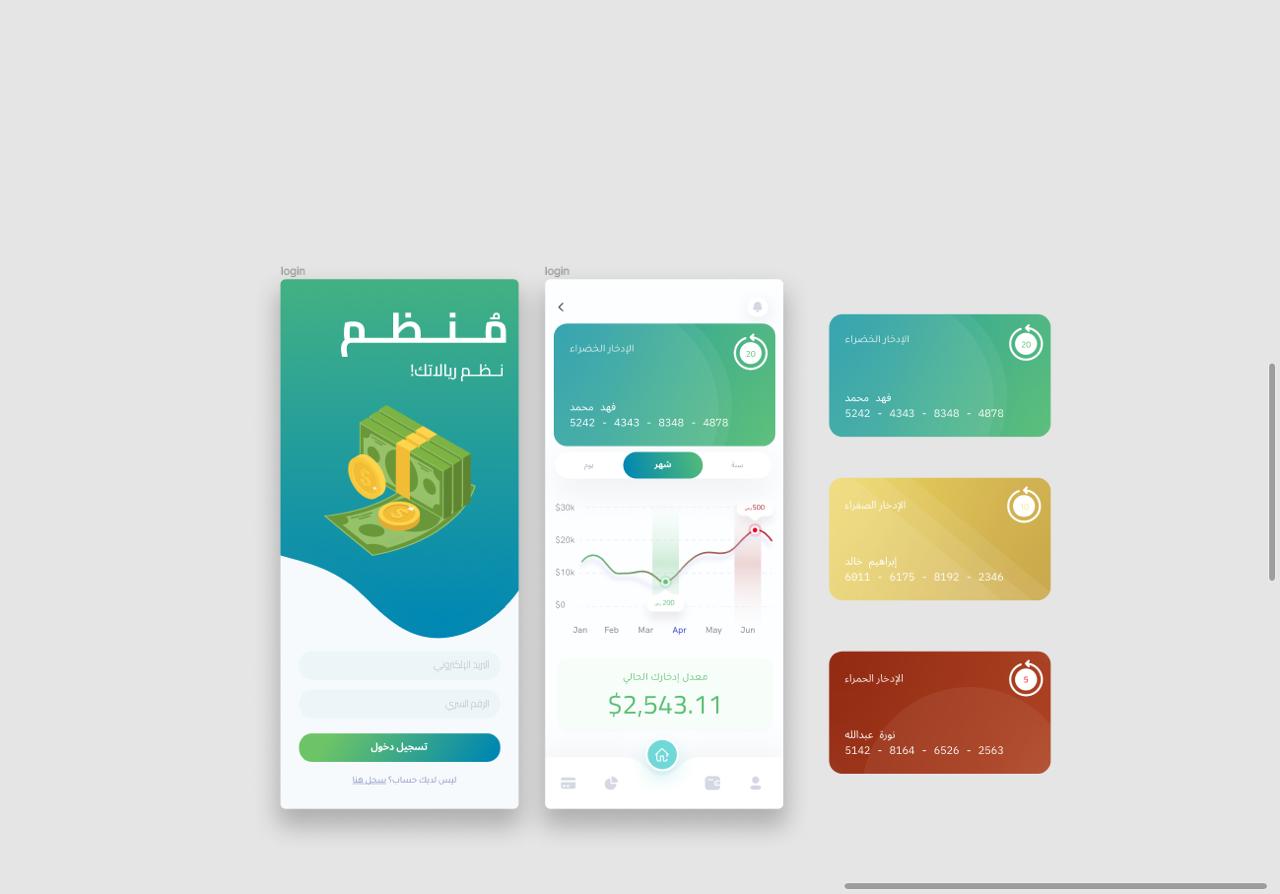 login
مُـنـظـم
نـظـم ريالاتك!
البريد الإلكتروني
الرقم السري
تسجيل دخول
ليس لديك حساب؟ سجل هنا
login
الإدخار الخضراء
20
فهد محمد
5242 - 4343 - 8348 - 4878
يوم
شهر
سنة
$30k
$20k
$10k
$0
500
200
Jan Feb Mar Apr May Jun
معدل إدخارك الحالي
$2,543.11
الإدخار الخضراء
20
فهد محمد
5242 - 4343 - 8348 - 4878
الإدخار الصفراء
إبراهيم خالد
6011 - 6175 - 8192 - 2346
الإدخار الحمراء
5
نورة عبدالله
5142 - 8164 - 6526 - 2563